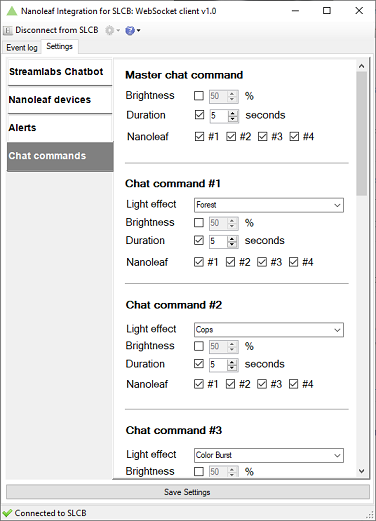 Nanoleaf Integration for SLCB: WebSocket client v1.0
Disconnect from SLCB
Event log Settings
Streamlabs Chatbot
Nanoleaf devices
Alerts
Chat commands
Master chat command
Brightness 50 %
Duration 5 seconds
Nanoleaf #1 #2 #3 #4
Chat command #1
Light effect Forest
Brightness 50 %
Duration 5 seconds
Nanoleaf #1 #2 #3 #4
Chat command #2
Light effect Cops
Brightness 50 %
Duration 5 seconds
Nanoleaf #1 #2 #3 #4
Chat command #3
Light effect Color Burst
Brightness 50 %
Save Settings
Connected to SLCB